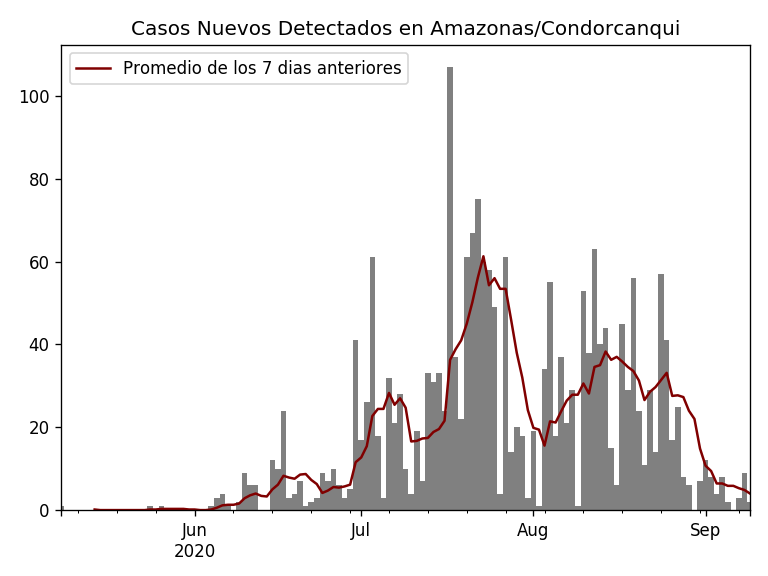 Casos Nuevos Detectados en Amazonas/Condorcanqui
Promedio de los 7 dias anteriores
100
80
60
40
20
0
Jun
2020
Jul
Aug
Sep